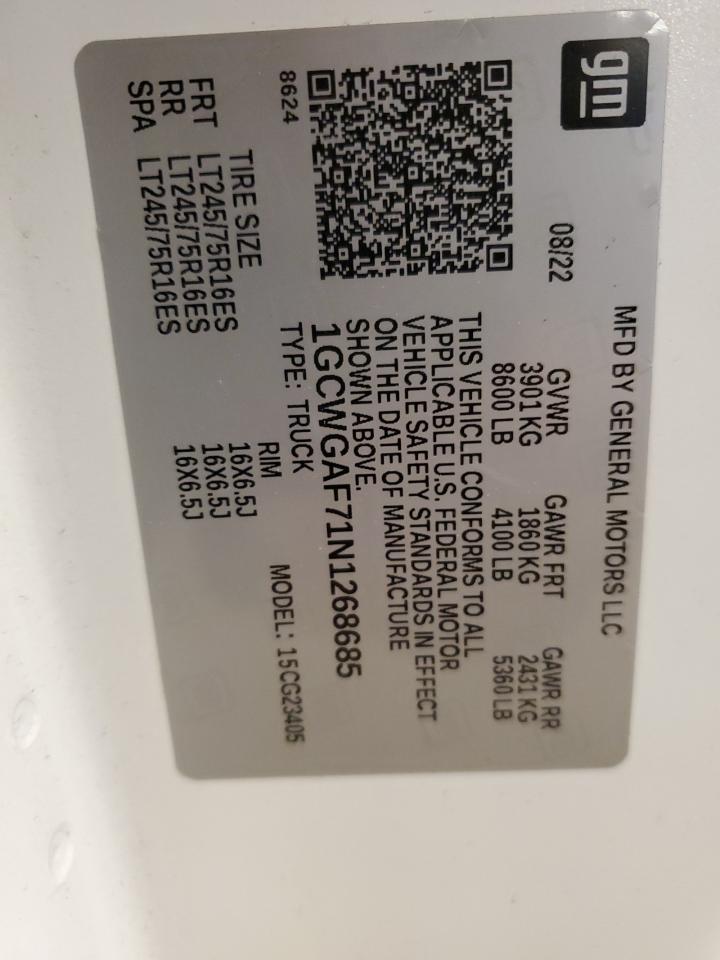 gm
MFD BY GENERAL MOTORS LLC
08/22
GVWR GAWR FRT GAWR RR
3901 KG 1860 KG 2431 KG
8600 LB 4100 LB 5360 LB
THIS VEHICLE CONFORMS TO ALL
APPLICABLE U.S. FEDERAL MOTOR
VEHICLE SAFETY STANDARDS IN EFFECT
ON THE DATE OF MANUFACTURE
SHOWN ABOVE.
1GCWGAF71N1268685
8624
TYPE: TRUCK MODEL: 15CG23405
TIRE SIZE RIM
FRT LT245/75R16ES 16X6.5J
RR LT245/75R16ES 16X6.5J
SPA LT245/75R16ES 16X6.5J